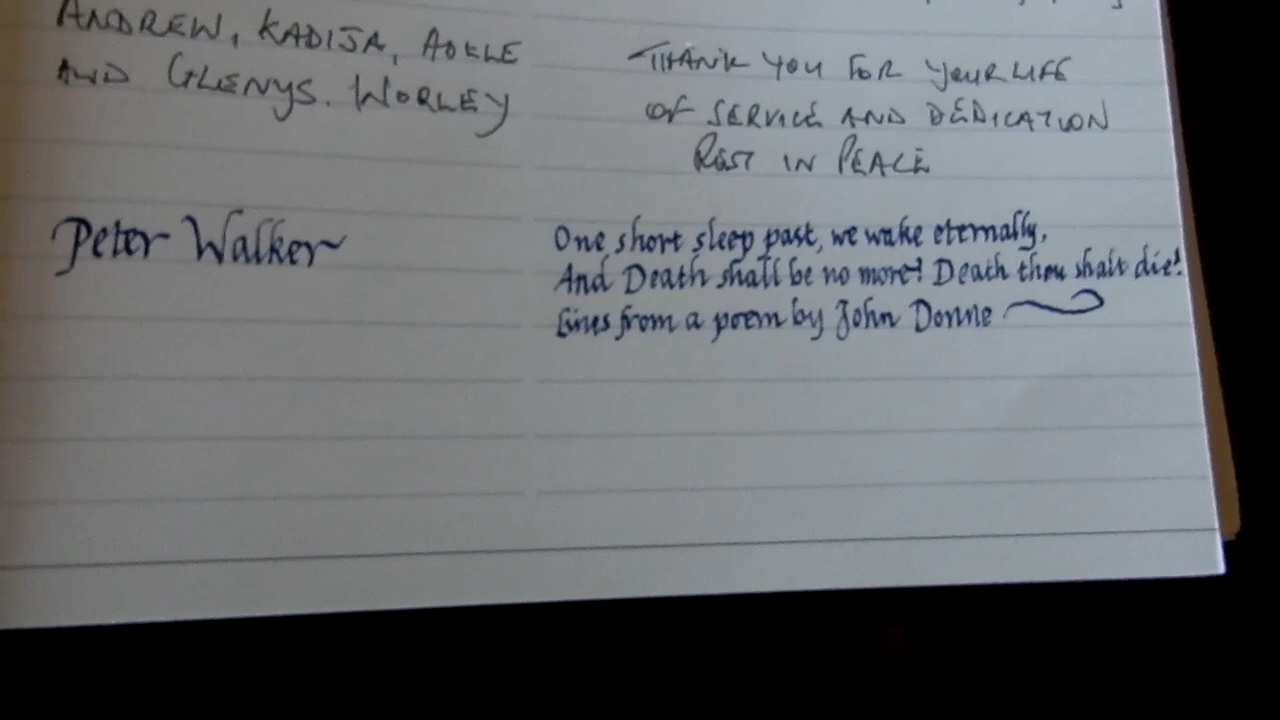 ANDREW, KADIJA, ADELE
AND GLENYS. WORLEY
THANK YOU FOR YOUR LIFE
OF SERVICE AND DEDICATION
REST IN PEACE
Peter Walker
One short sleep past, we wake eternally,
And Death shall be no more! Death thou shalt die!
Lines from a poem by John Donne